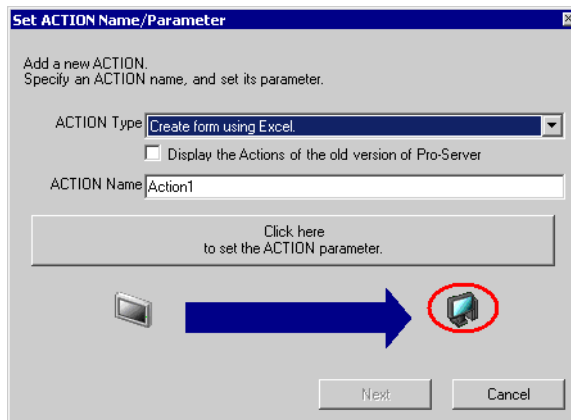 Set ACTION Name/Parameter
Add a new ACTION.
Specify an ACTION name, and set its parameter.
ACTION Type Create form using Excel.
Display the Actions of the old version of Pro-Server
ACTION Name Action1
Click here
to set the ACTION parameter.
Next Cancel